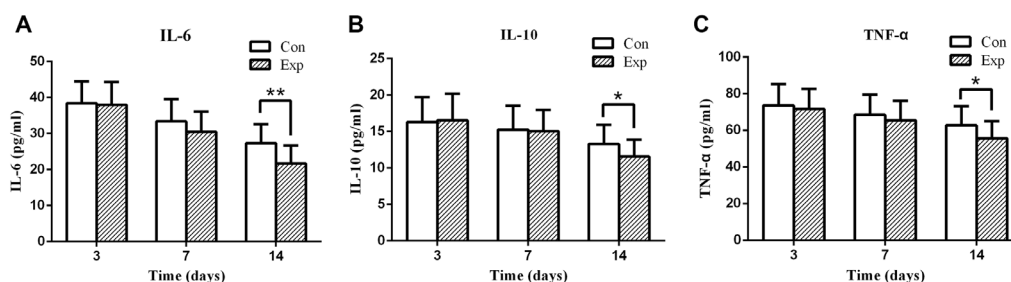 A
IL-6
Con
Exp
**
50
40
30
20
10
0
IL-6 (pg/ml)
3
7
14
Time (days)
B
IL-10
Con
Exp
*
25
20
15
10
5
0
IL-10 (pg/ml)
3
7
14
Time (days)
C
TNF-α
Con
Exp
*
100
80
60
40
20
0
TNF-α (pg/ml)
3
7
14
Time (days)